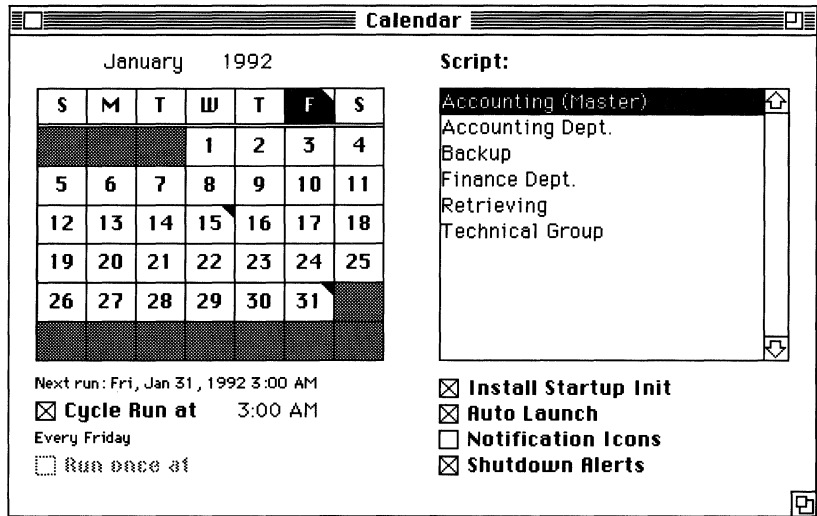 Calendar
January 1992
S M T W T F S
1 2 3 4
5 6 7 8 9 10 11
12 13 14 15 16 17 18
19 20 21 22 23 24 25
26 27 28 29 30 31
Next run: Fri, Jan 31, 1992 3:00 AM
Cycle Run at 3:00 AM
Every Friday
Run once at
Script:
Accounting (Master)
Accounting Dept.
Backup
Finance Dept.
Retrieving
Technical Group
Install Startup Init
Auto Launch
Notification Icons
Shutdown Alerts